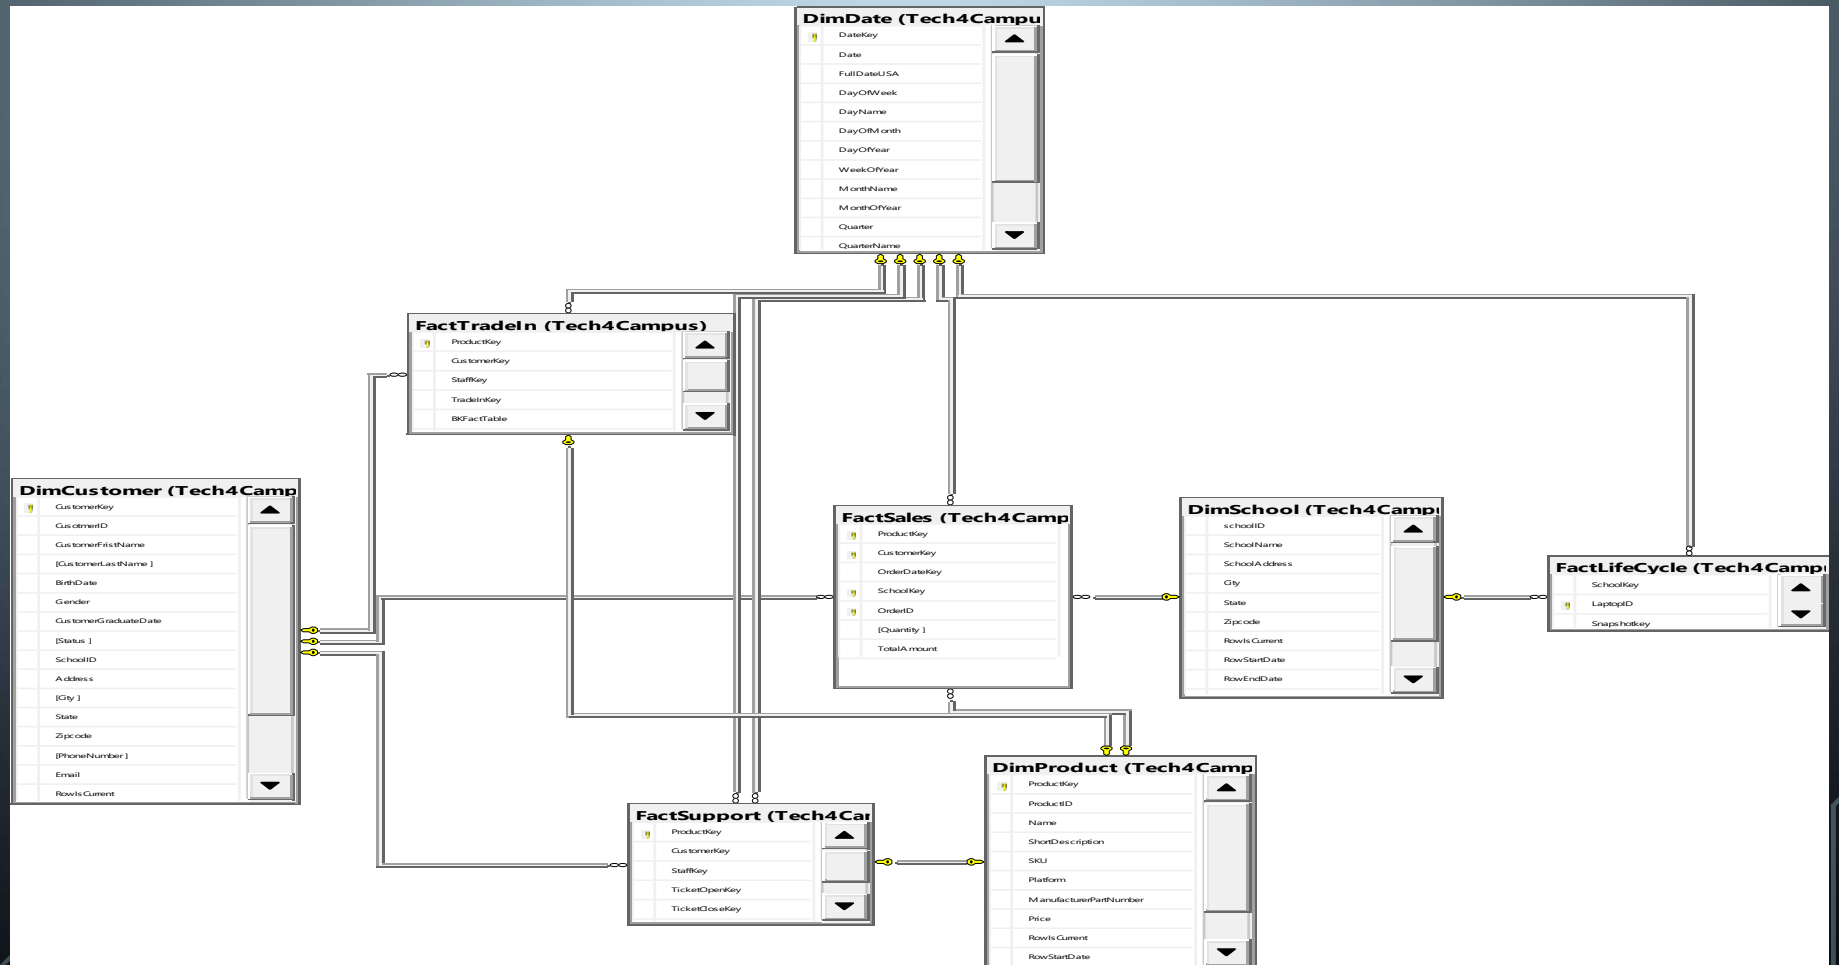 DimDate (Tech4Campu
DateKey
Date
FullDateUSA
DayOfWeek
DayName
DayOfMonth
DayOfYear
WeekOfYear
MonthName
MonthOfYear
Quarter
QuarterName
FactTradeIn (Tech4Campus)
ProductKey
CustomerKey
StaffKey
TradeInKey
BKFactTable
DimCustomer (Tech4Camp
CustomerKey
CusotmerID
CustomerFristName
[CustomerLastName ]
BirthDate
Gender
CustomerGraduateDate
[Status ]
SchoolID
Address
[City ]
State
Zipcode
[PhoneNumber ]
Email
RowIsCurrent
FactSales (Tech4Camp
ProductKey
CustomerKey
OrderDateKey
SchoolKey
OrderID
[Quantity ]
TotalAmount
DimSchool (Tech4Campu
schoolID
SchoolName
SchoolAddress
City
State
Zipcode
RowIsCurrent
RowStartDate
RowEndDate
FactLifeCycle (Tech4Campu
SchoolKey
LaptopID
Snapshotkey
FactSupport (Tech4Car
ProductKey
CustomerKey
StaffKey
TicketOpenKey
TicketCloseKey
DimProduct (Tech4Camp
ProductKey
ProductID
Name
ShortDescription
SKU
Platform
ManufacturerPartNumber
Price
RowIsCurrent
RowStartDate